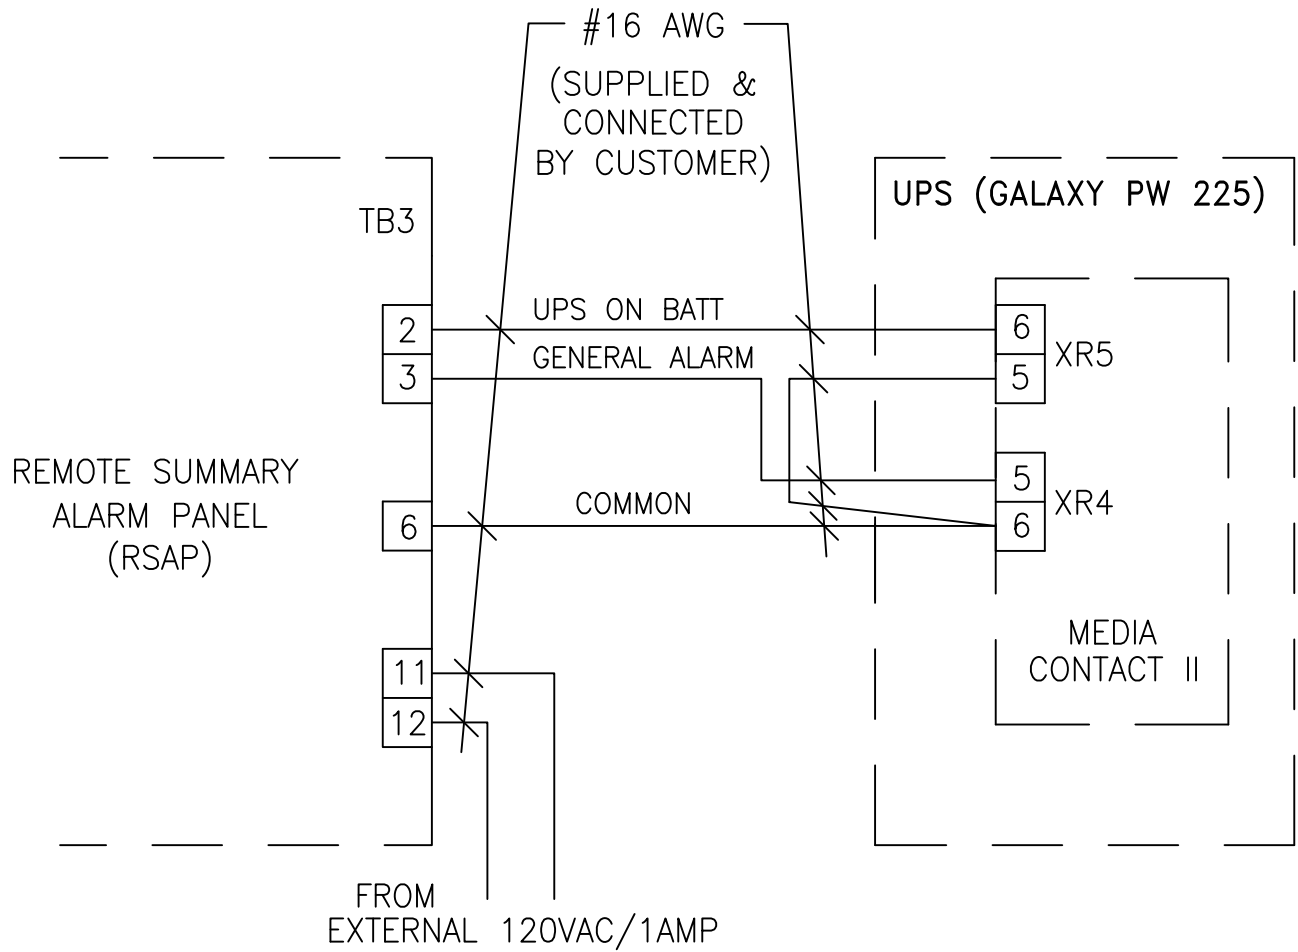 #16 AWG
(SUPPLIED &
CONNECTED
BY CUSTOMER)
UPS (GALAXY PW 225)
TB3
2
UPS ON BATT
6
XR5
3
GENERAL ALARM
5
REMOTE SUMMARY
ALARM PANEL
(RSAP)
5
XR4
6
COMMON
6
MEDIA
CONTACT II
11
12
FROM
EXTERNAL 120VAC/1AMP